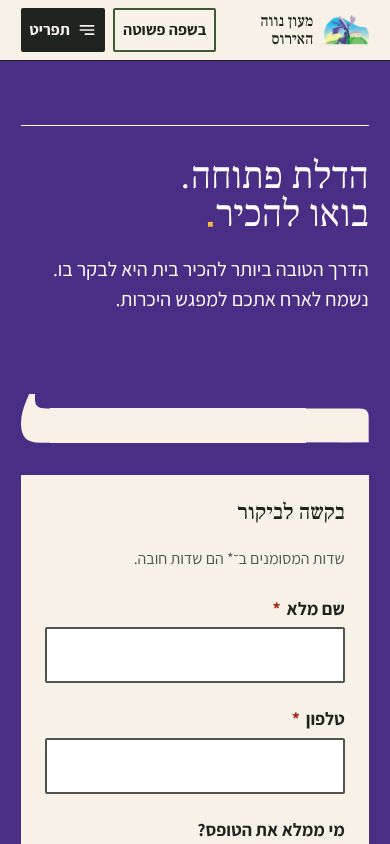 מעון נווה
האירוס
בשפה פשוטה
תפריט
הדלת פתוחה.
בואו להכיר.
הדרך הטובה ביותר להכיר בית היא לבקר בו.
נשמח לארח אתכם למפגש היכרות.
בקשה לביקור
שדות המסומנים ב־* הם שדות חובה.
שם מלא *
טלפון *
מי ממלא את הטופס?